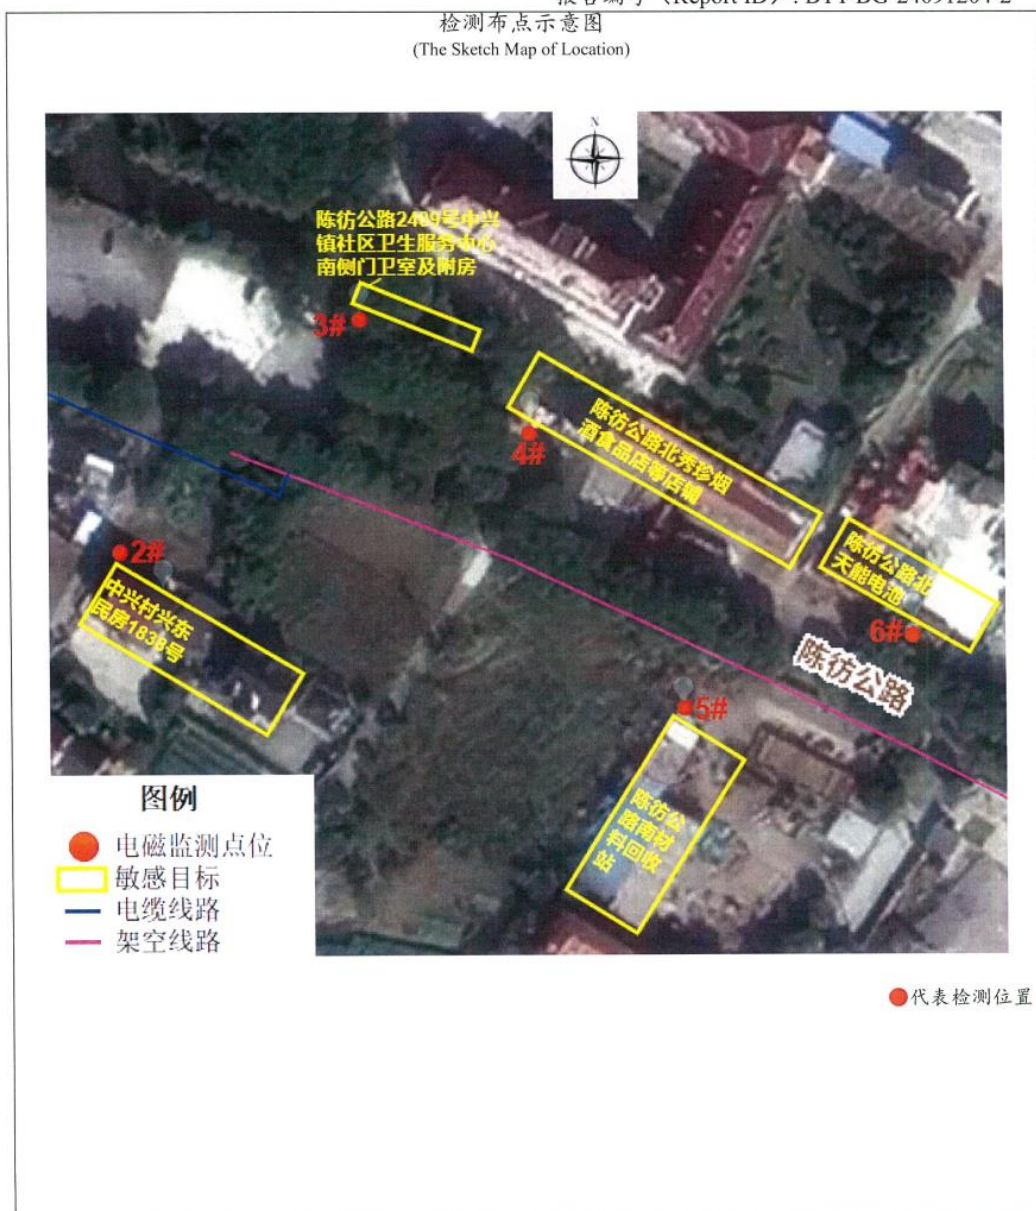 检测布点示意图
(The Sketch Map of Location)
N
陈彷公路2409号中兴
镇社区卫生服务中心
南侧门卫室及附房
3#
陈彷公路北秀珍烟
酒食品店等店铺
4#
2#
中兴村兴东
民房1838号
陈彷公路北
天能电池
6#
陈彷公路
5#
陈彷公
路南材
料回收
站
图例
电磁监测点位
敏感目标
电缆线路
架空线路
代表检测位置